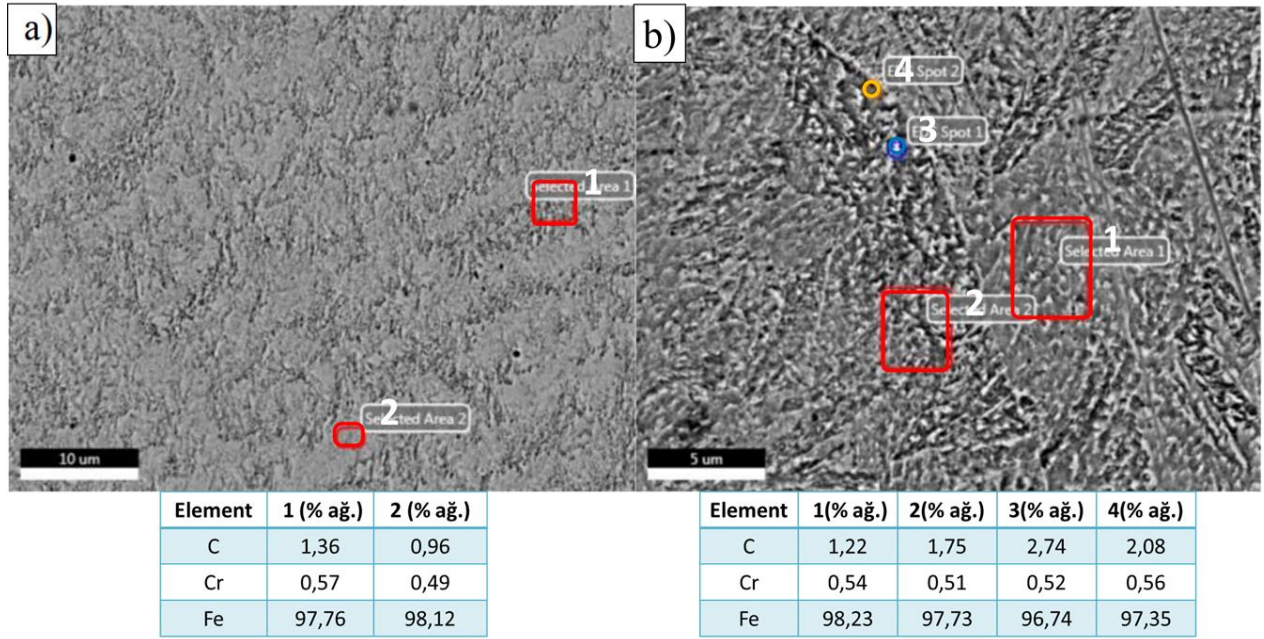 a)
1
Selected Area 1
2
Selected Area 2
10 um
b)
4
Spot 2
3
Spot 1
1
Selected Area 1
2
Selected Area 2
5 um
Element 1 (% ağ.) 2 (% ağ.)
C 1,36 0,96
Cr 0,57 0,49
Fe 97,76 98,12
Element 1(% ağ.) 2(% ağ.) 3(% ağ.) 4(% ağ.)
C 1,22 1,75 2,74 2,08
Cr 0,54 0,51 0,52 0,56
Fe 98,23 97,73 96,74 97,35